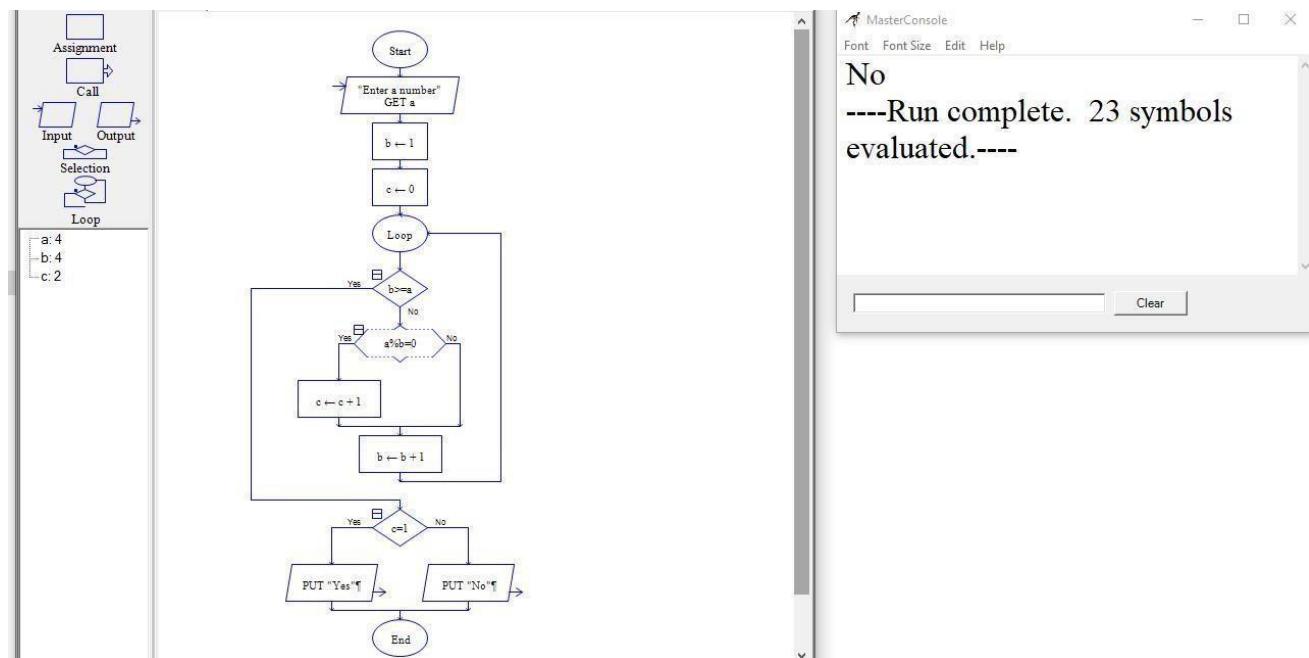 Assignment
Call
Input Output
Selection
Loop
a: 4
b: 4
c: 2
Start
"Enter a number"
GET a
b ← 1
c ← 0
Loop
Yes
b>=a
No
Yes
a%b=0
No
c ← c + 1
b ← b + 1
Yes
c=1
No
PUT "Yes"¶
PUT "No"¶
End
MasterConsole
Font Font Size Edit Help
No
----Run complete. 23 symbols
evaluated.----
Clear